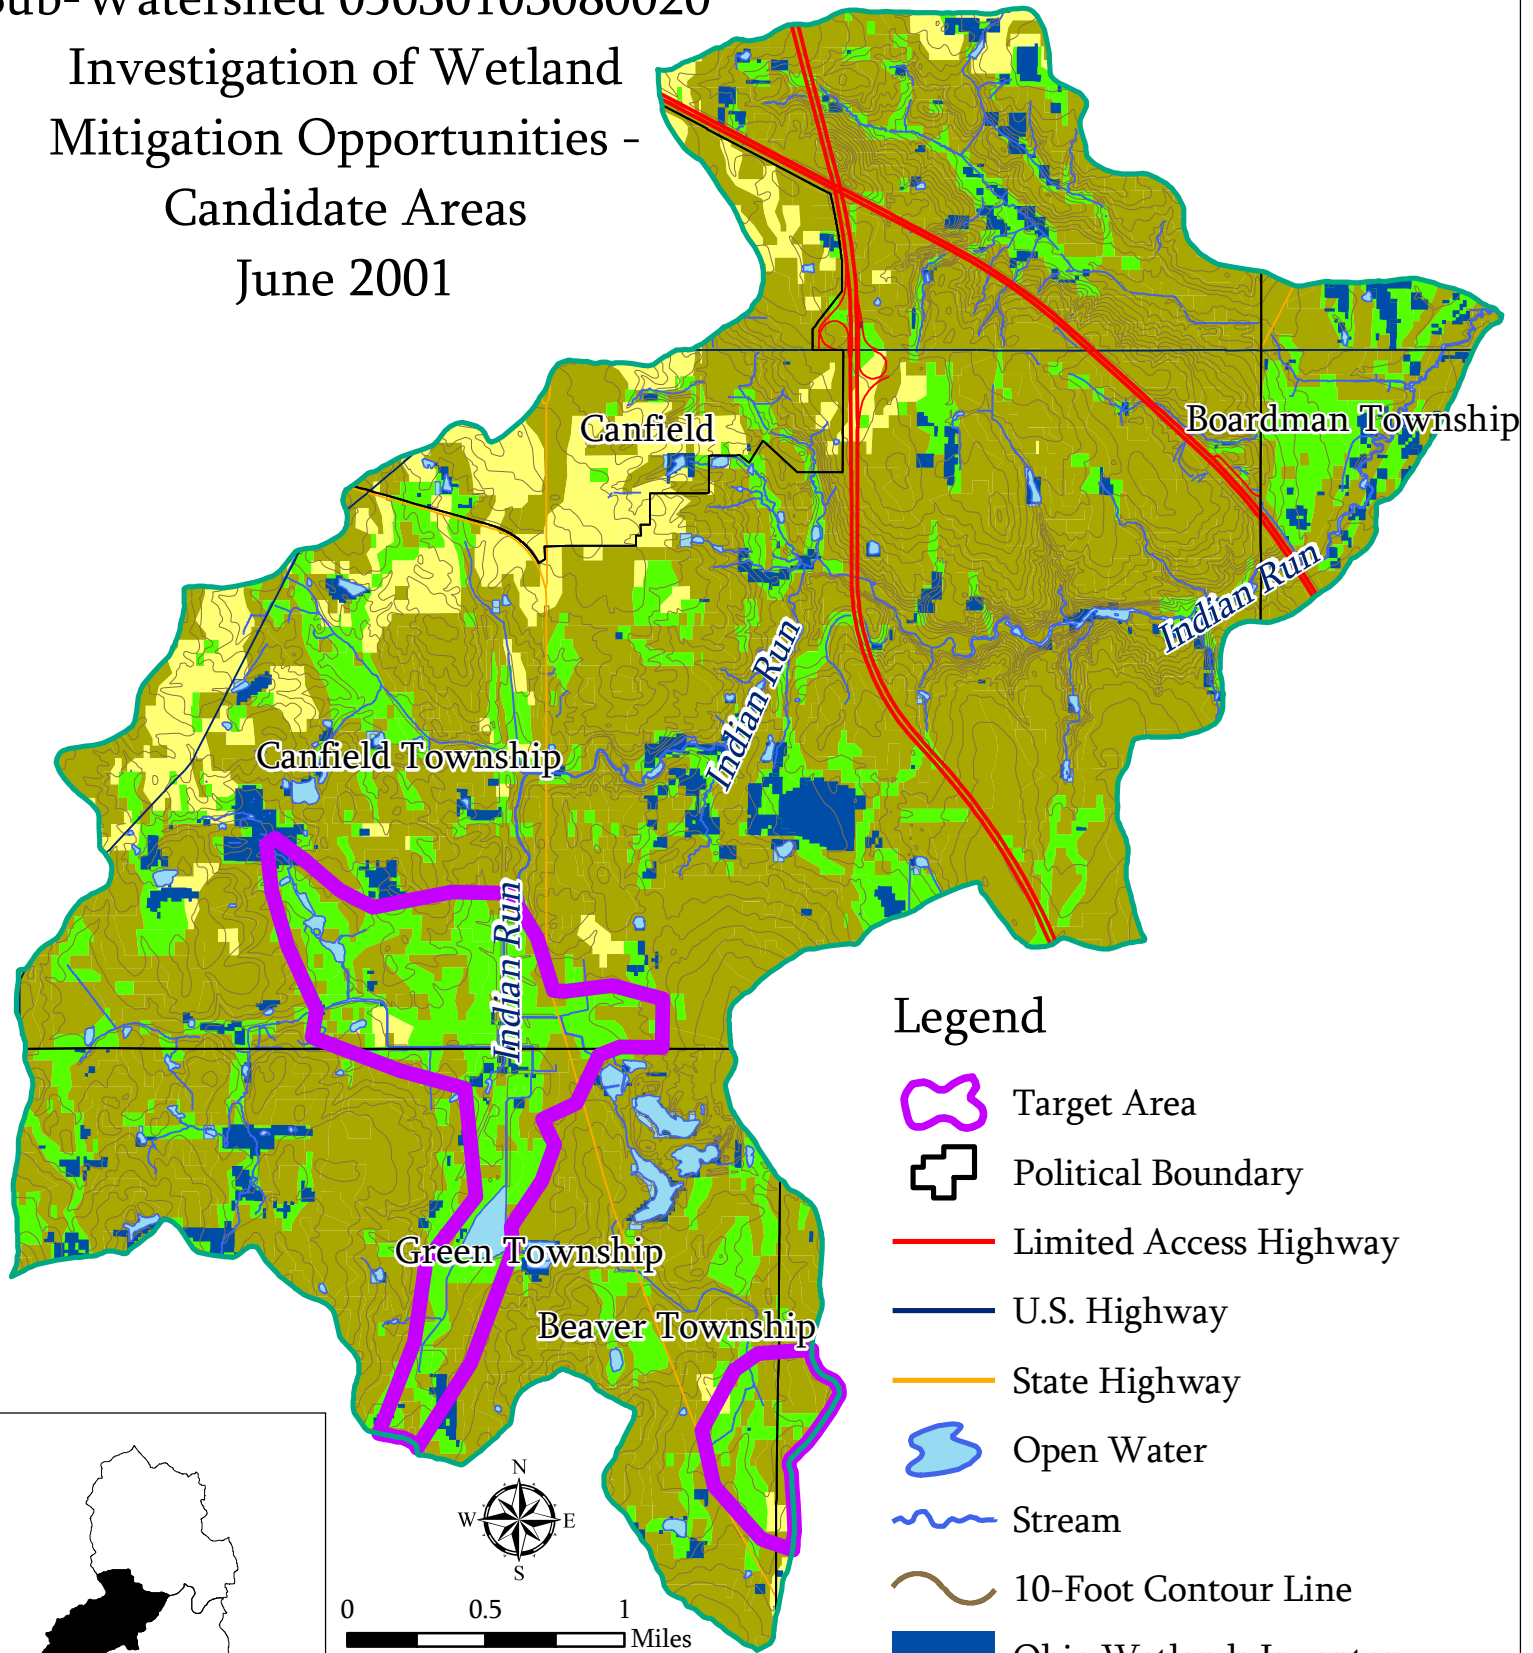 Investigation of Wetland
Mitigation Opportunities -
Candidate Areas
June 2001
Canfield
Boardman Township
Indian Run
Indian Run
Canfield Township
Indian Run
Green Township
Beaver Township
Legend
Target Area
Political Boundary
Limited Access Highway
U.S. Highway
State Highway
Open Water
Stream
10-Foot Contour Line
N
W
E
S
0 0.5 1
Miles